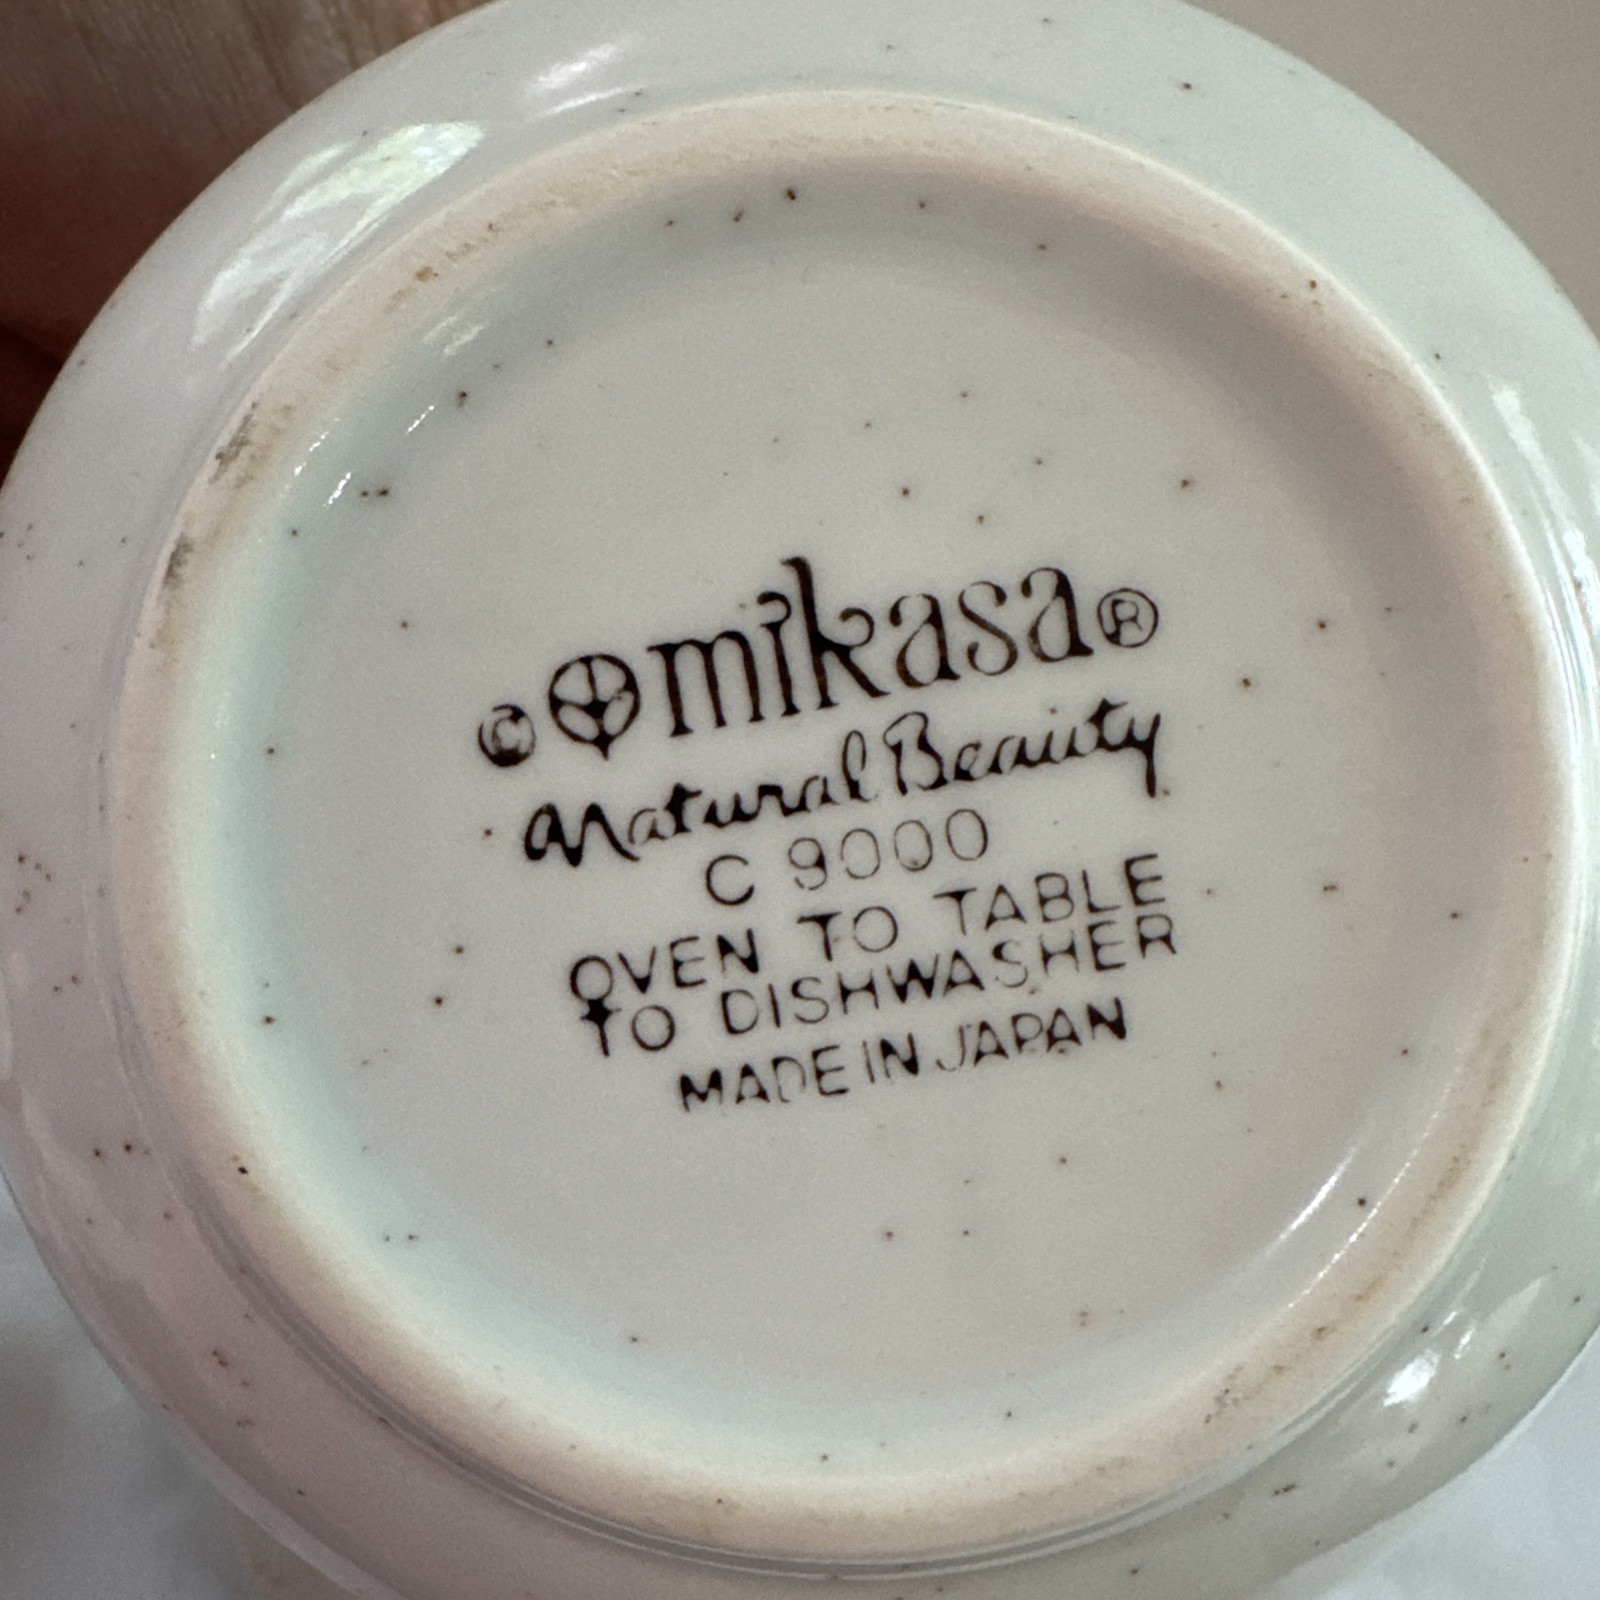 © mikasa®
Natural Beauty
C 9000
OVEN TO TABLE
TO DISHWASHER
MADE IN JAPAN